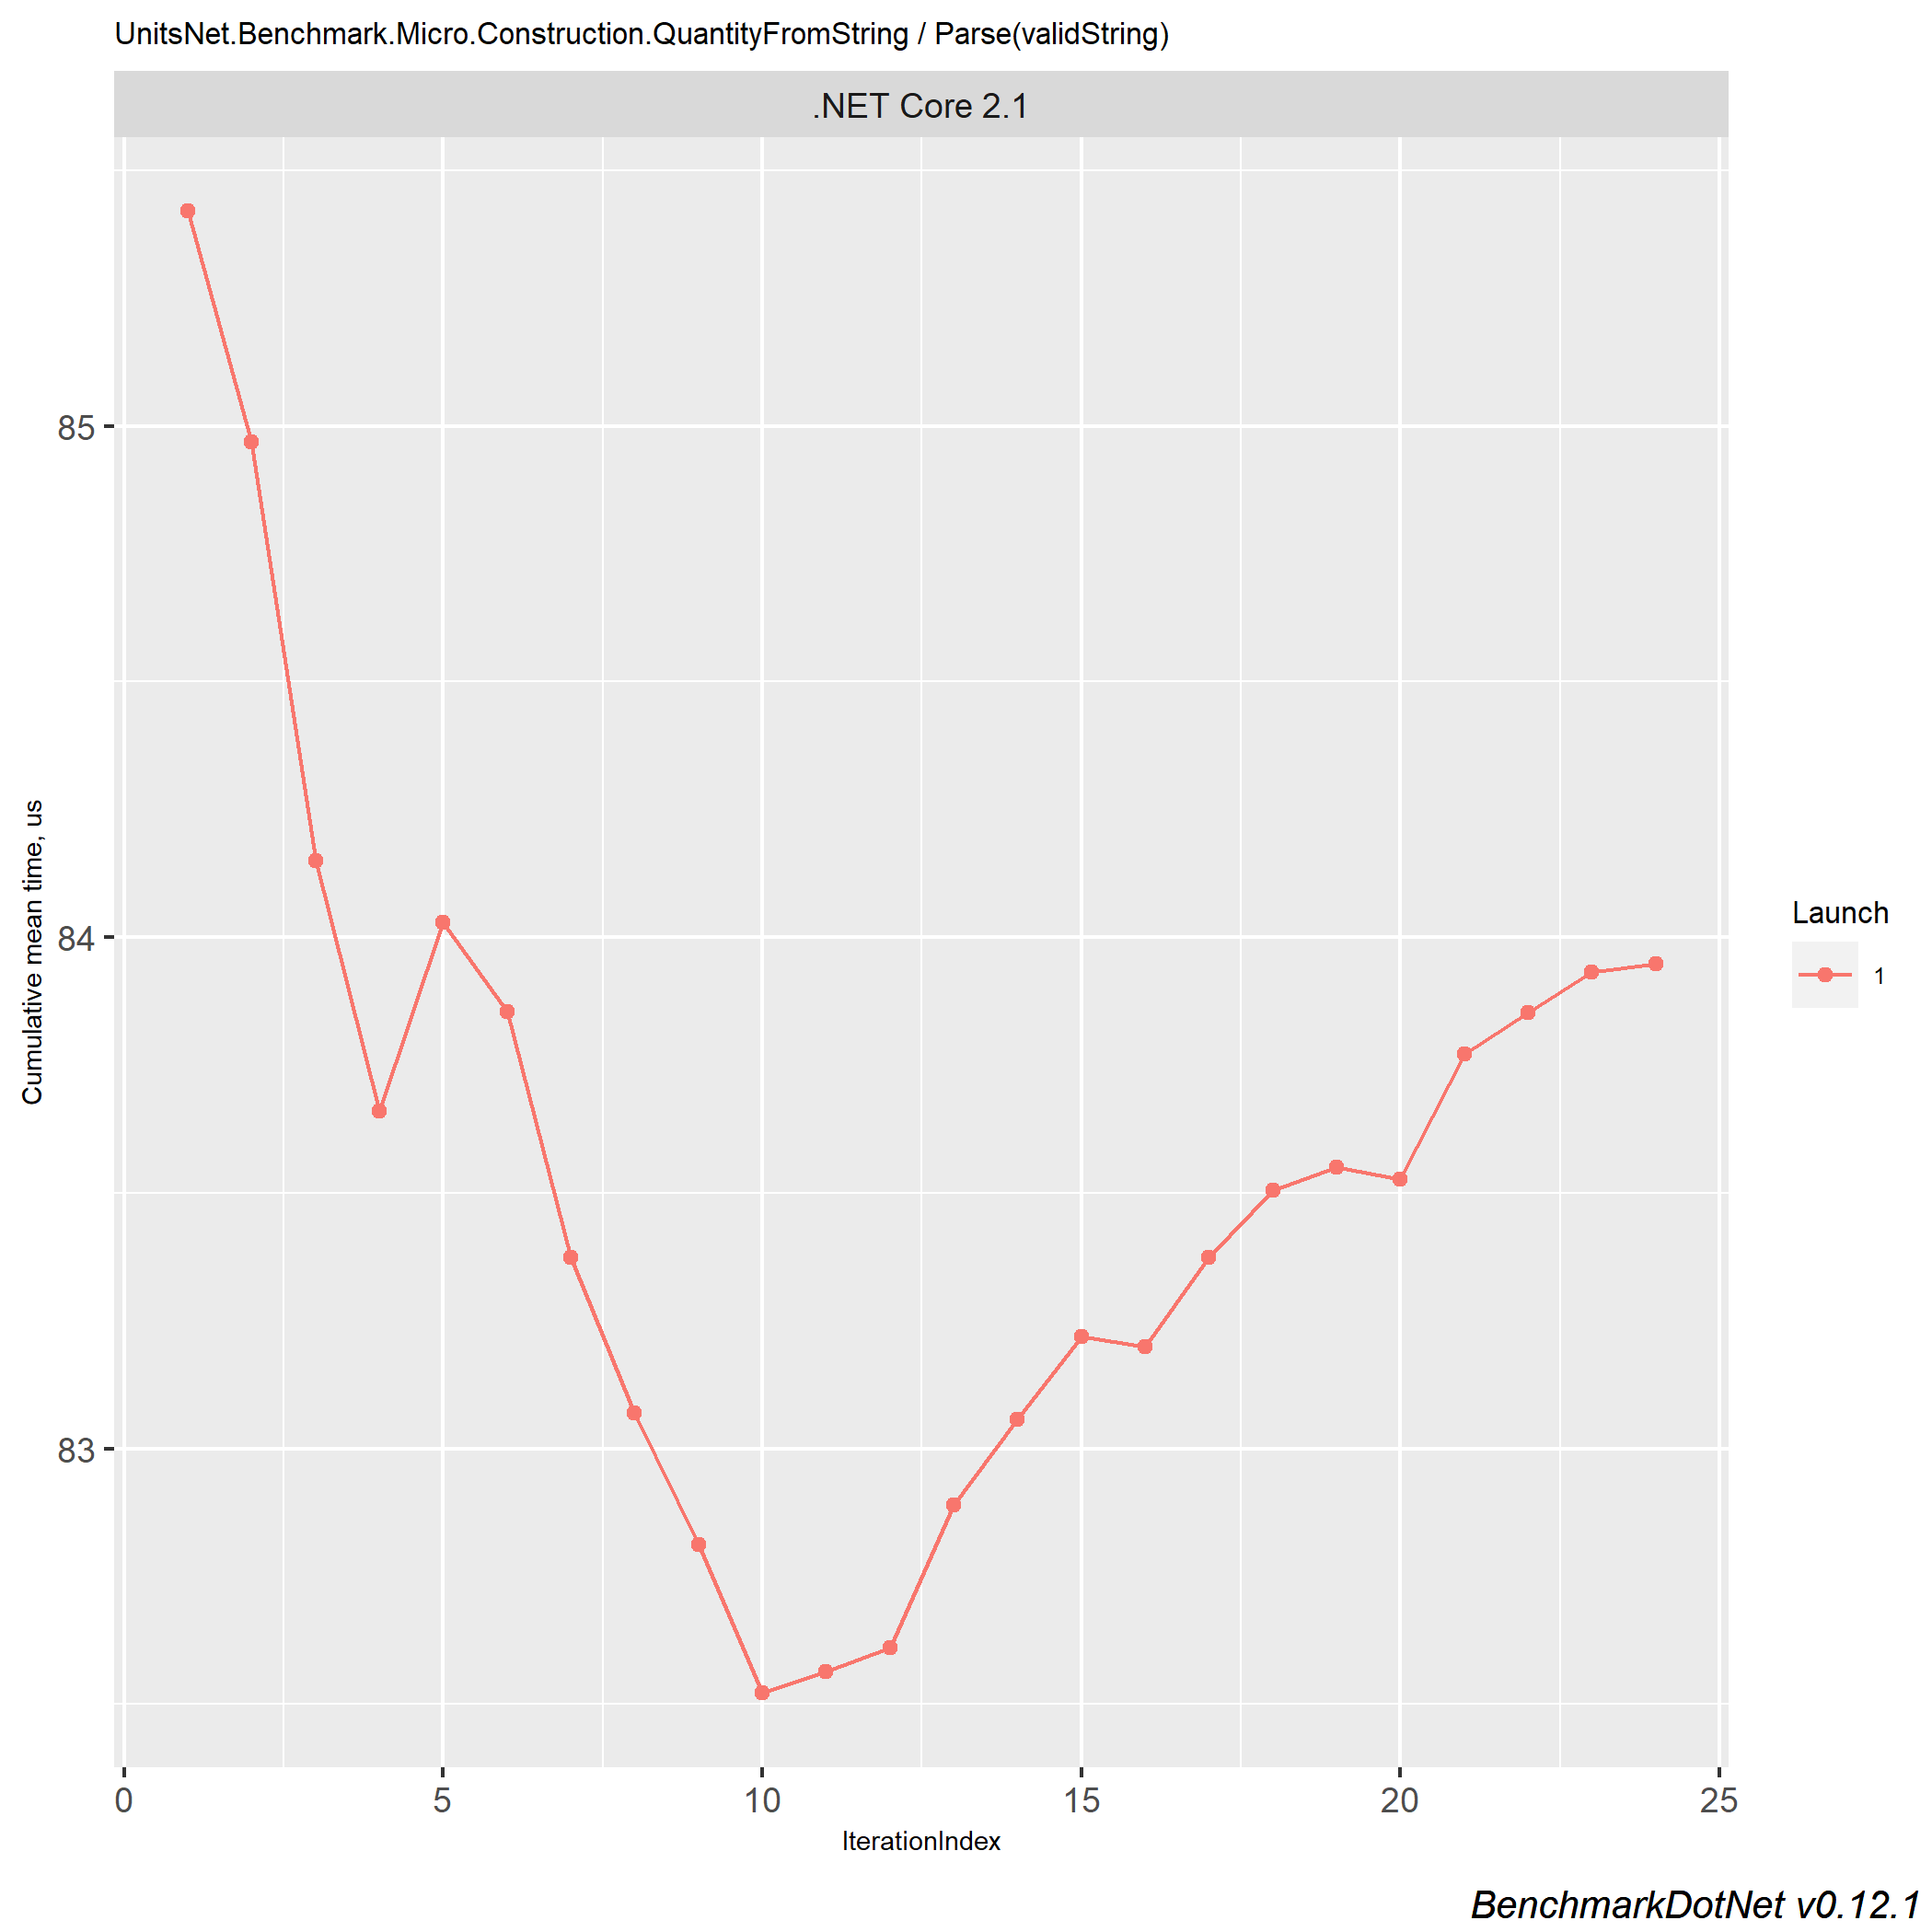 UnitsNet.Benchmark.Micro.Construction.QuantityFromString / Parse(validString)
.NET Core 2.1
85
84
83
Cumulative mean time, us
0 5 10 15 20 25
IterationIndex
Launch
1
BenchmarkDotNet v0.12.1